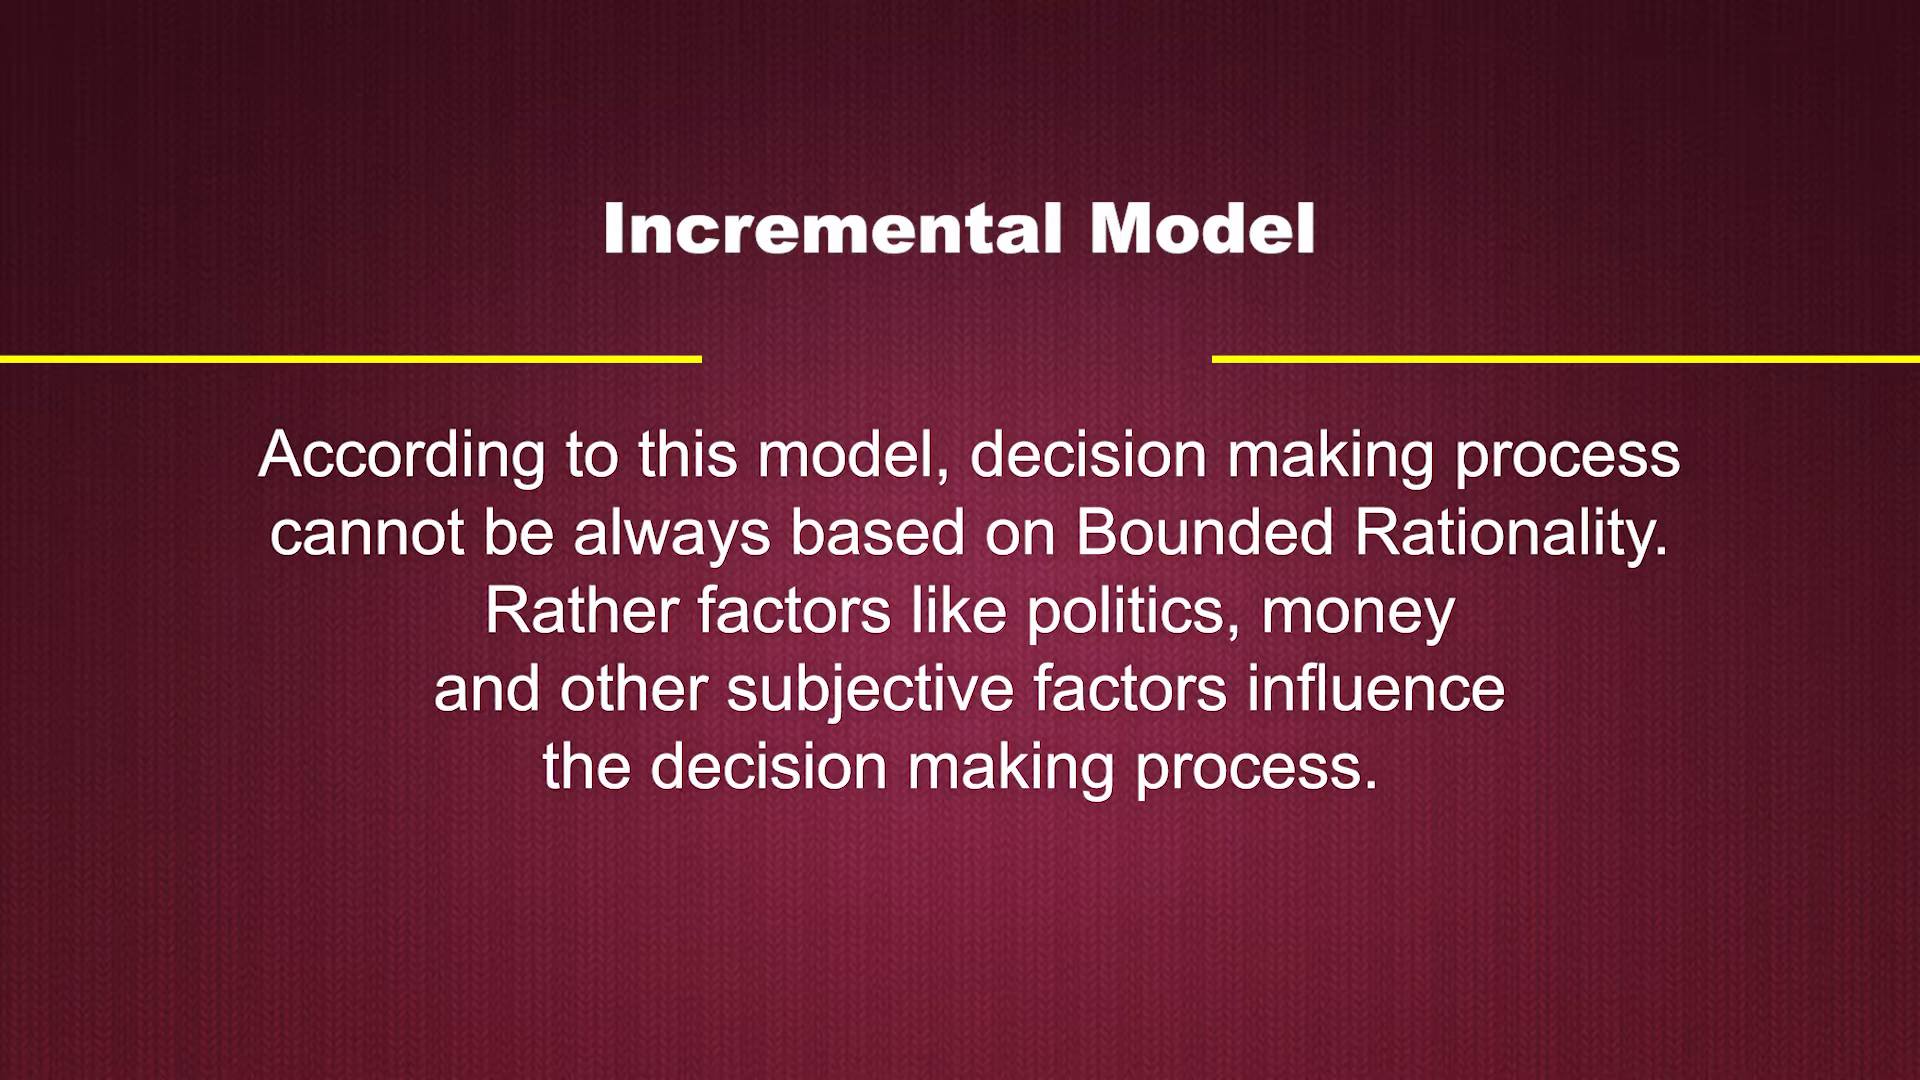 Incremental Model
According to this model, decision making process
cannot be always based on Bounded Rationality.
Rather factors like politics, money
and other subjective factors influence
the decision making process.